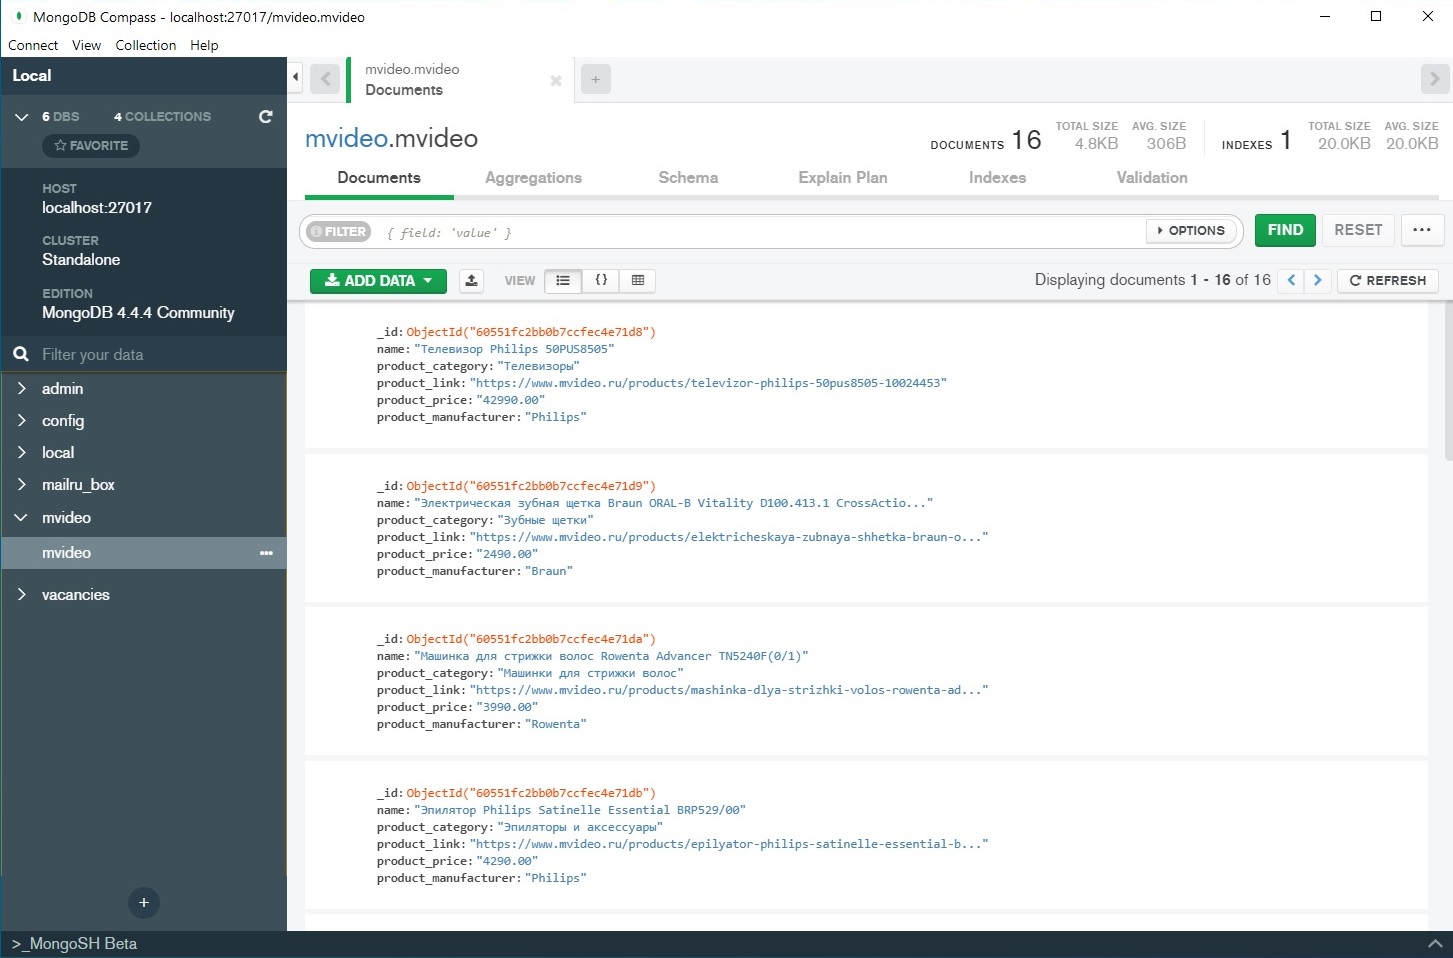 MongoDB Compass - localhost:27017/mvideo.mvideo
Connect View Collection Help
Local
6 DBS 4 COLLECTIONS
FAVORITE
HOST
localhost:27017
CLUSTER
Standalone
EDITION
MongoDB 4.4.4 Community
Filter your data
admin
config
local
mailru_box
mvideo
mvideo
vacancies
>_MongoSH Beta
mvideo.mvideo
Documents
mvideo.mvideo
DOCUMENTS 16
TOTAL SIZE
4.8KB
AVG. SIZE
306B
INDEXES 1
TOTAL SIZE
20.0KB
AVG. SIZE
20.0KB
Documents Aggregations Schema Explain Plan Indexes Validation
FILTER { field: 'value' } OPTIONS FIND RESET ...
ADD DATA VIEW {} Displaying documents 1 - 16 of 16 REFRESH
_id: ObjectId("60551fc2bb0b7ccfec4e71d8")
name: "Телевизор Philips 50PUS8505"
product_category: "Телевизоры"
product_link: "https://www.mvideo.ru/products/televizor-philips-50pus8505-10024453"
product_price: "42990.00"
product_manufacturer: "Philips"
_id: ObjectId("60551fc2bb0b7ccfec4e71d9")
name: "Электрическая зубная щетка Braun ORAL-B Vitality D100.413.1 CrossActio..."
product_category: "Зубные щетки"
product_link: "https://www.mvideo.ru/products/elektricheskaya-zubnaya-shhetka-braun-o..."
product_price: "2490.00"
product_manufacturer: "Braun"
_id: ObjectId("60551fc2bb0b7ccfec4e71da")
name: "Машинка для стрижки волос Rowenta Advancer TN5240F(0/1)"
product_category: "Машинки для стрижки волос"
product_link: "https://www.mvideo.ru/products/mashinka-dlya-strizhki-volos-rowenta-ad..."
product_price: "3990.00"
product_manufacturer: "Rowenta"
_id: ObjectId("60551fc2bb0b7ccfec4e71db")
name: "Эпилятор Philips Satinelle Essential BRP529/00"
product_category: "Эпиляторы и аксессуары"
product_link: "https://www.mvideo.ru/products/epilyator-philips-satinelle-essential-b..."
product_price: "4290.00"
product_manufacturer: "Philips"